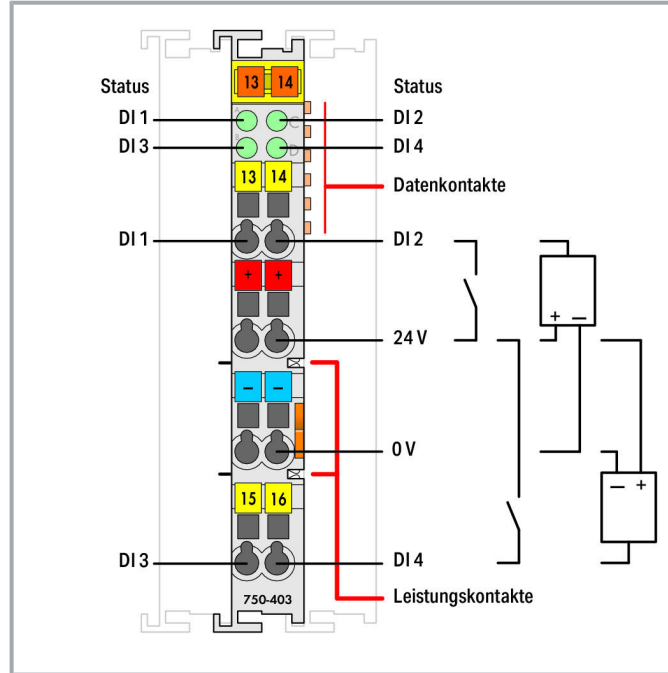 13 14
Status Status
DI 1 A C DI 2
DI 3 B D DI 4
13 14
Datenkontakte
DI 1 DI 2
+ +
+ −
24 V
− −
0 V
− +
15 16
DI 3 DI 4
750-403
Leistungskontakte